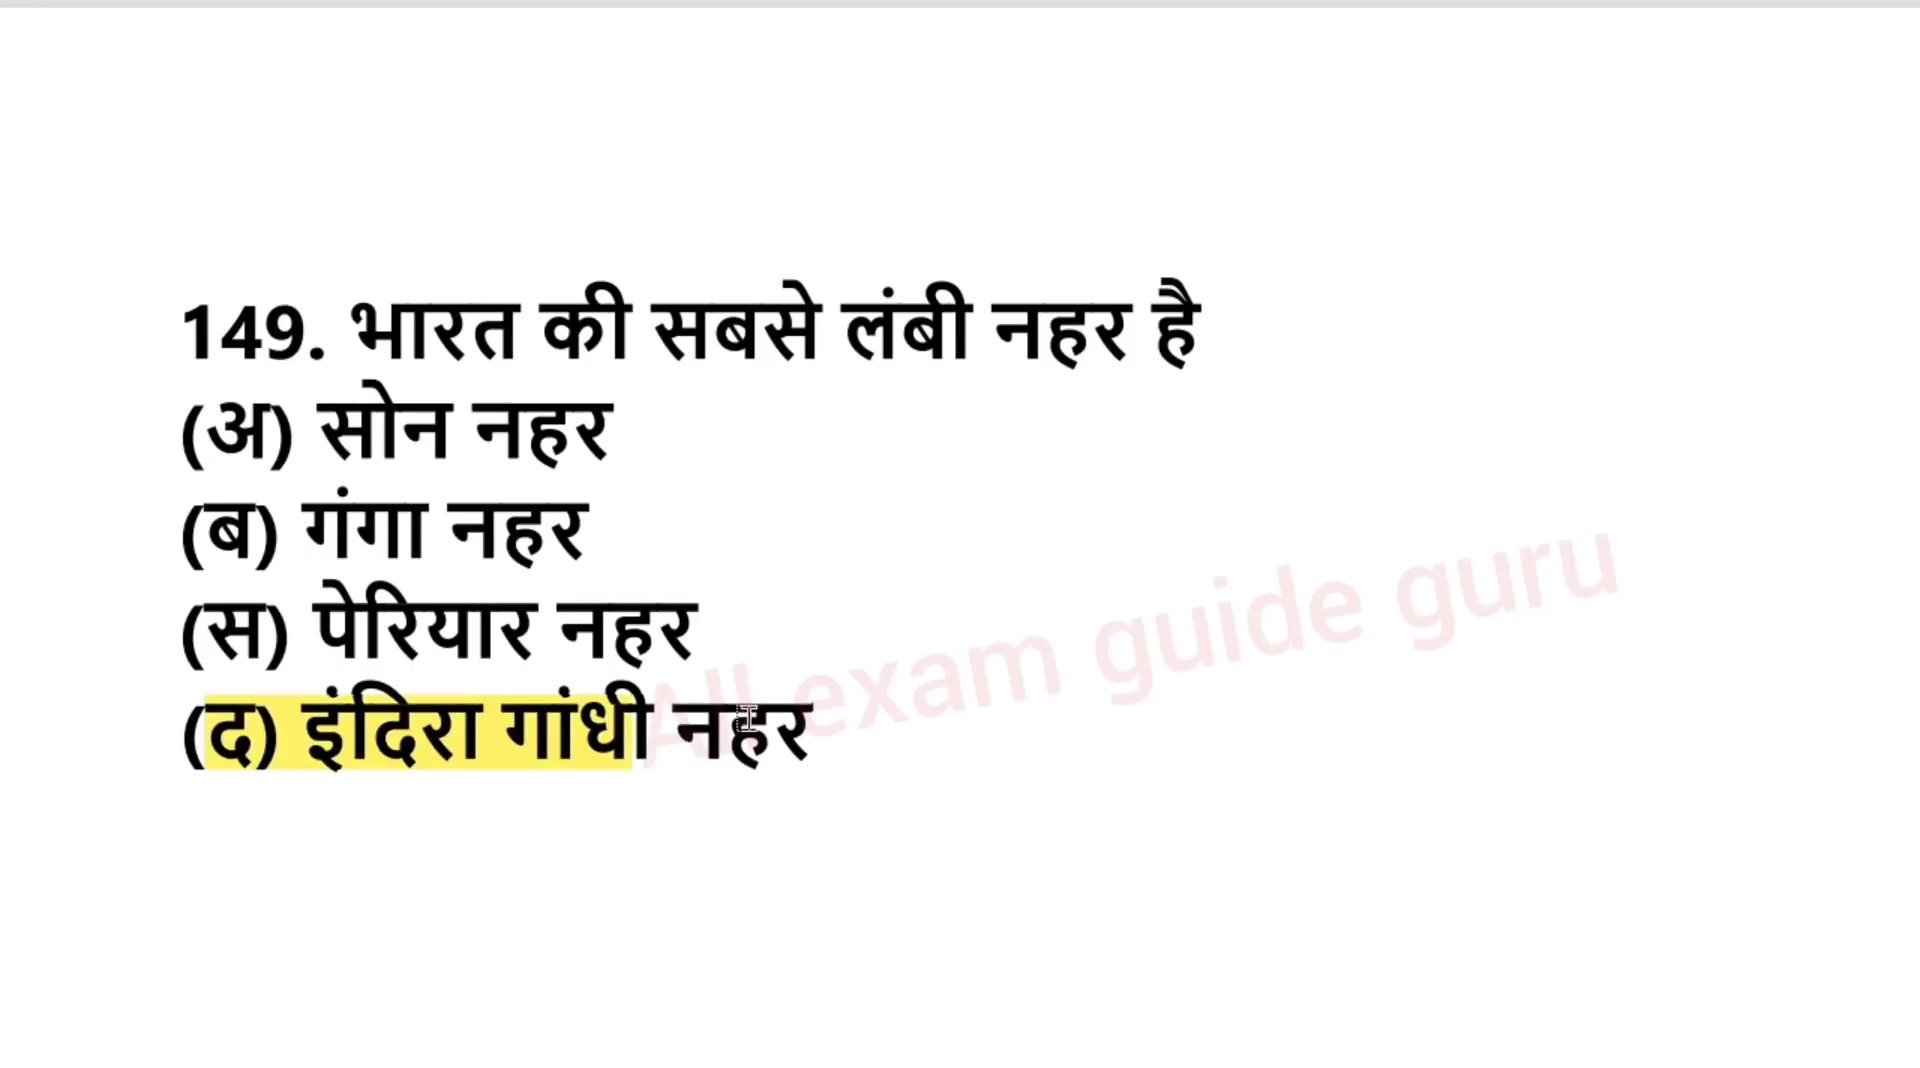 149. भारत की सबसे लंबी नहर है
(अ) सोन नहर
(ब) गंगा नहर
(स) पेरियार नहर
(द) इंदिरा गांधी नहर
All exam guide guru